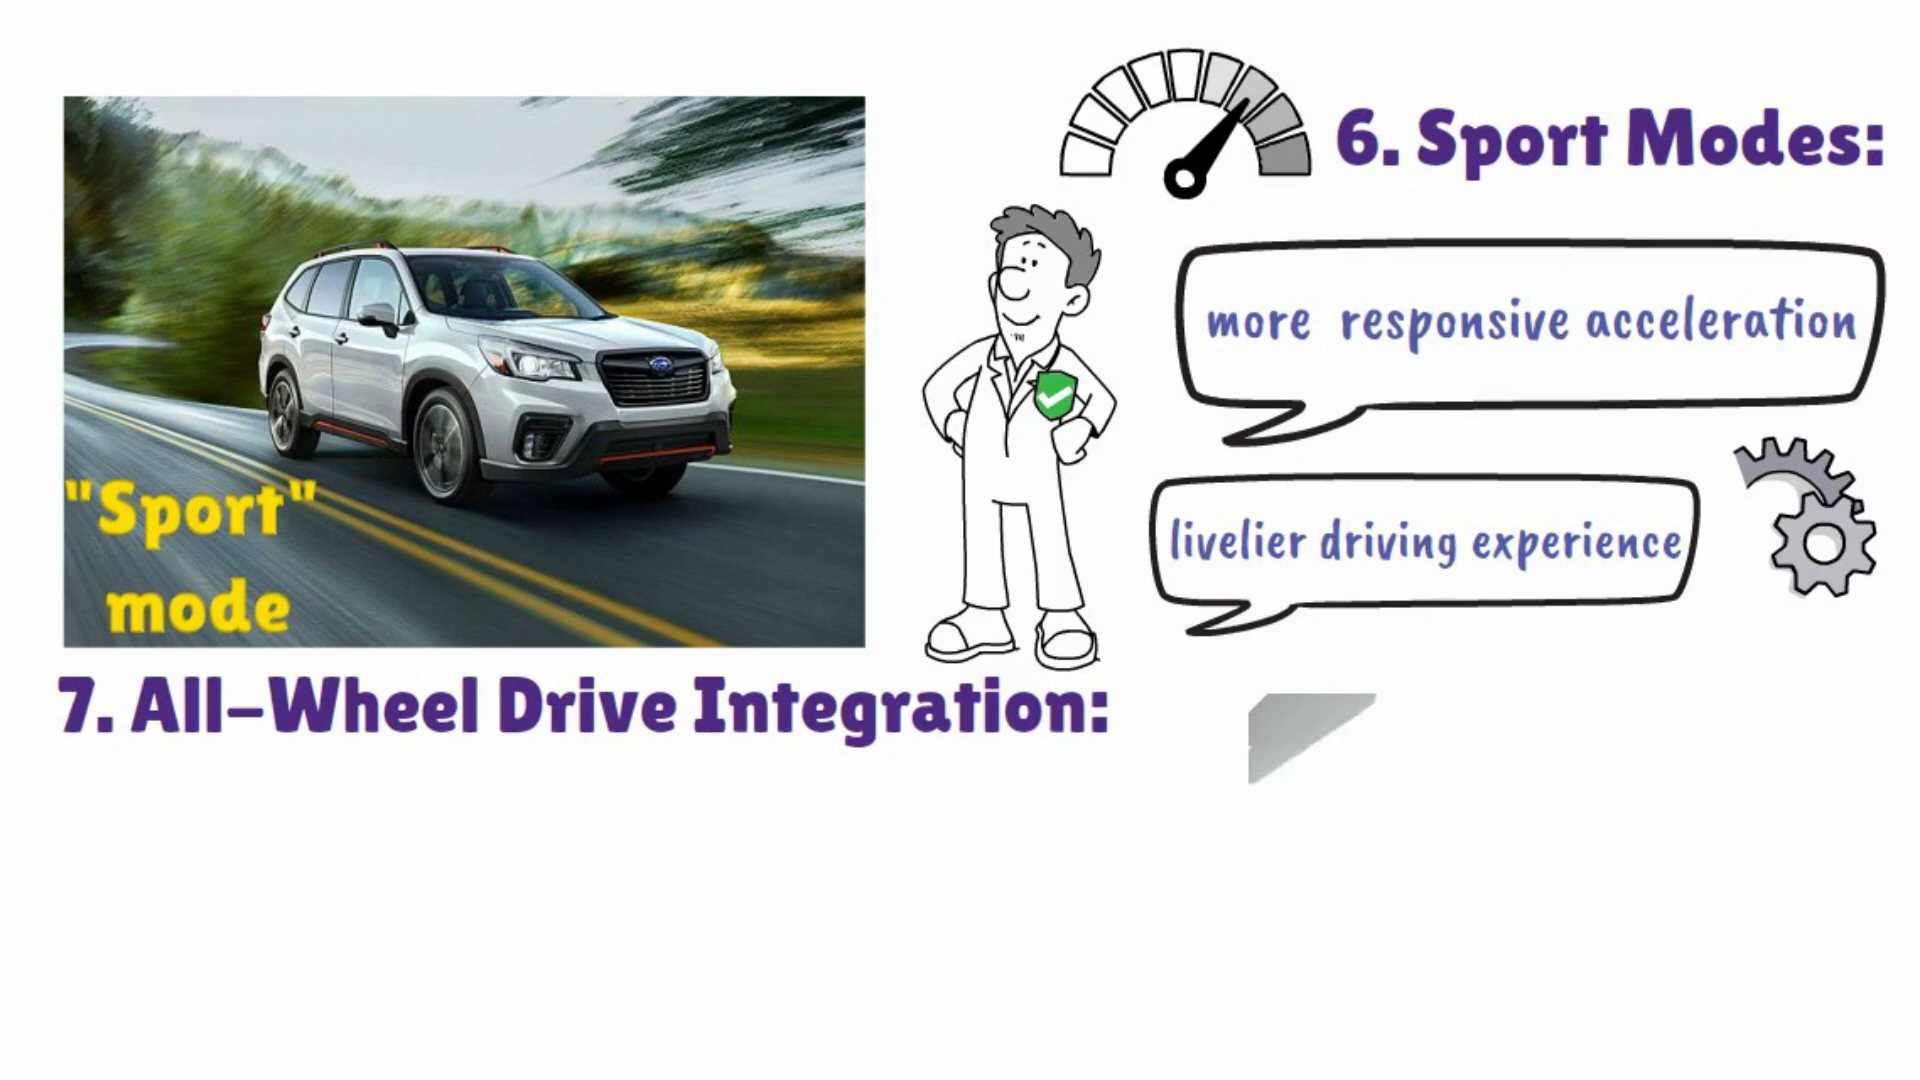 6. Sport Modes:
more responsive acceleration
livelier driving experience
"Sport"
mode
7. All-Wheel Drive Integration: